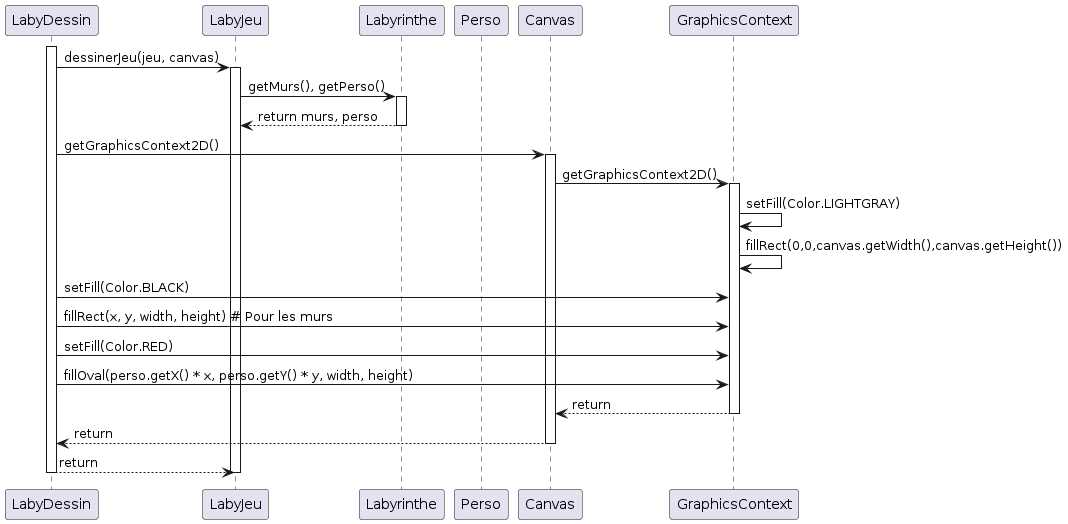 LabyDessin LabyJeu Labyrinthe Perso Canvas GraphicsContext
dessinerJeu(jeu, canvas)
getMurs(), getPerso()
return murs, perso
getGraphicsContext2D()
getGraphicsContext2D()
setFill(Color.LIGHTGRAY)
fillRect(0,0,canvas.getWidth(),canvas.getHeight())
setFill(Color.BLACK)
fillRect(x, y, width, height) # Pour les murs
setFill(Color.RED)
fillOval(perso.getX() * x, perso.getY() * y, width, height)
return
return
return
LabyDessin LabyJeu Labyrinthe Perso Canvas GraphicsContext